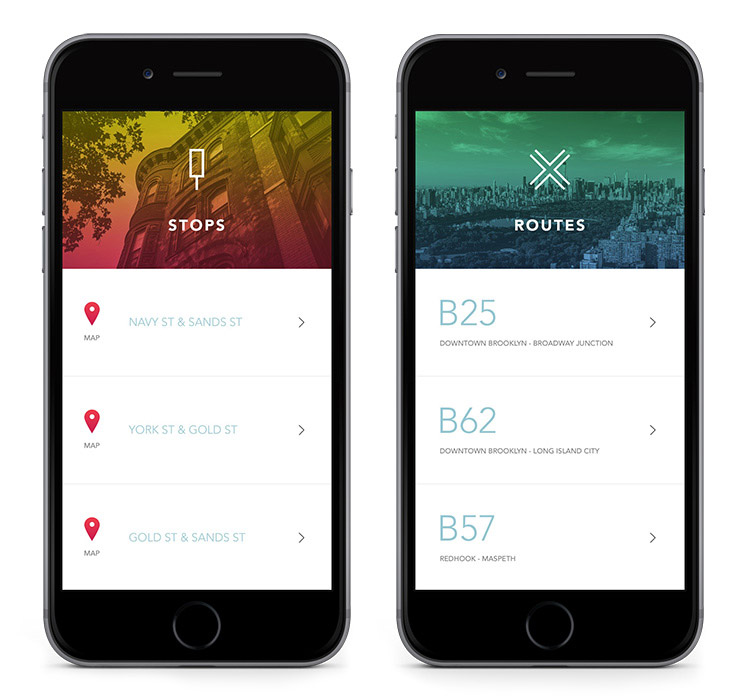 STOPS
MAP
NAVY ST & SANDS ST
MAP
YORK ST & GOLD ST
MAP
GOLD ST & SANDS ST
ROUTES
B25
DOWNTOWN BROOKLYN - BROADWAY JUNCTION
B62
DOWNTOWN BROOKLYN - LONG ISLAND CITY
B57
REDHOOK - MASPETH